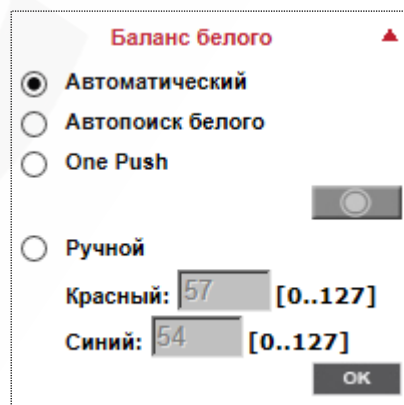 Баланс белого
Автоматический
Автопоиск белого
One Push
Ручной
Красный: 57 [0..127]
Синий: 54 [0..127]
OK